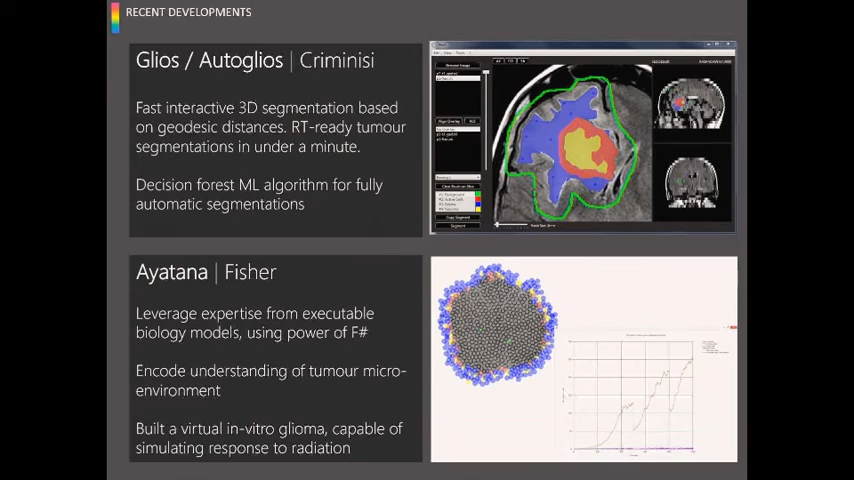 RECENT DEVELOPMENTS
Glios / Autoglios | Criminisi
Fast interactive 3D segmentation based
on geodesic distances. RT-ready tumour
segmentations in under a minute.
Decision forest ML algorithm for fully
automatic segmentations
Ayatana | Fisher
Leverage expertise from executable
biology models, using power of F#
Encode understanding of tumour micro-
environment
Built a virtual in-vitro glioma, capable of
simulating response to radiation